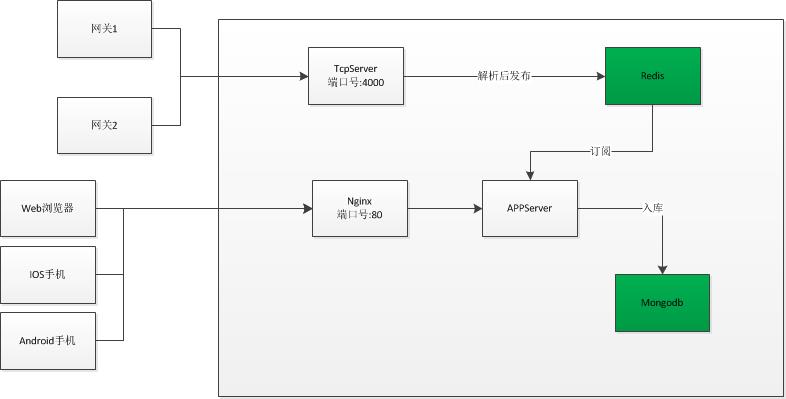 网关1
TcpServer
端口号:4000
解析后发布
Redis
网关2
订阅
Web浏览器
Nginx
端口号:80
APPServer
入库
IOS手机
Mongodb
Android手机